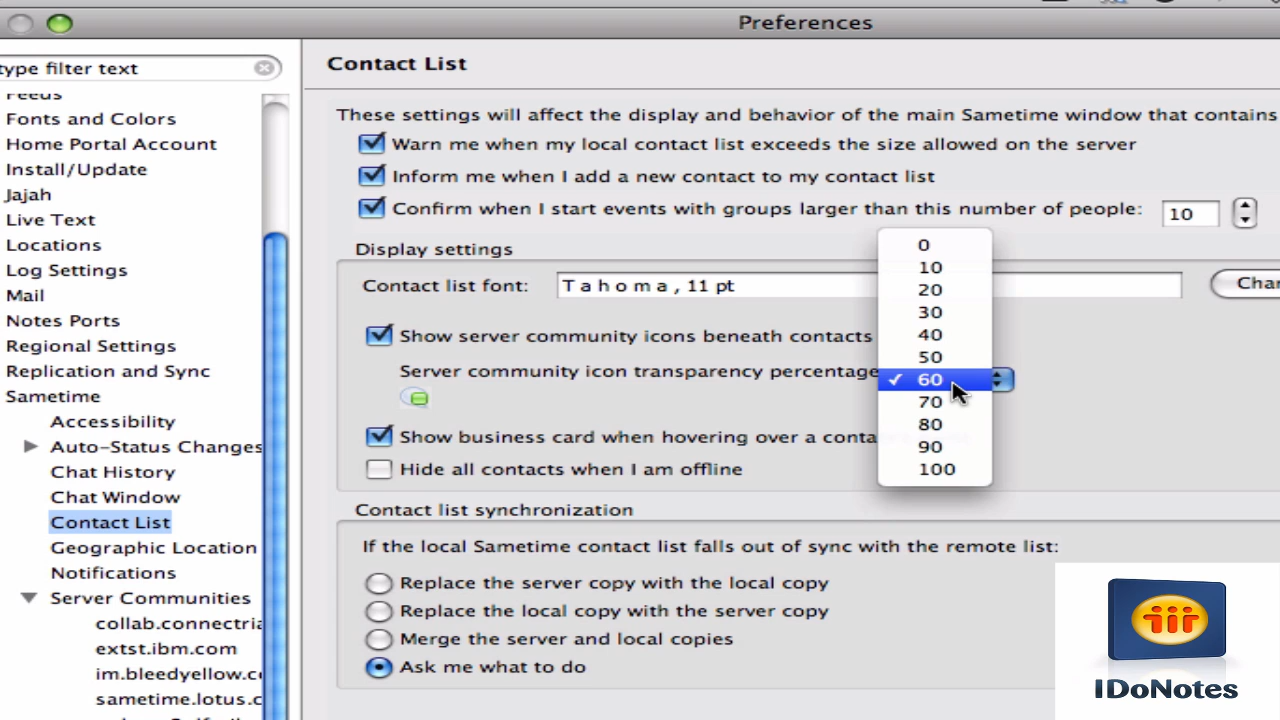 Preferences
type filter text
Feeds
Fonts and Colors
Home Portal Account
Install/Update
Jajah
Live Text
Locations
Log Settings
Mail
Notes Ports
Regional Settings
Replication and Sync
Sametime
Accessibility
Auto-Status Changes
Chat History
Chat Window
Contact List
Geographic Location
Notifications
Server Communities
collab.connectria
extst.ibm.com
im.bleedyellow.c
sametime.lotus.c
Contact List
These settings will affect the display and behavior of the main Sametime window that contains
Warn me when my local contact list exceeds the size allowed on the server
Inform me when I add a new contact to my contact list
Confirm when I start events with groups larger than this number of people: 10
Display settings
Contact list font: Tahoma, 11 pt Chan
Show server community icons beneath contacts
Server community icon transparency percentage
0
10
20
30
40
50
60
70
80
90
100
Show business card when hovering over a conta
Hide all contacts when I am offline
Contact list synchronization
If the local Sametime contact list falls out of sync with the remote list:
Replace the server copy with the local copy
Replace the local copy with the server copy
Merge the server and local copies
Ask me what to do
IDoNotes